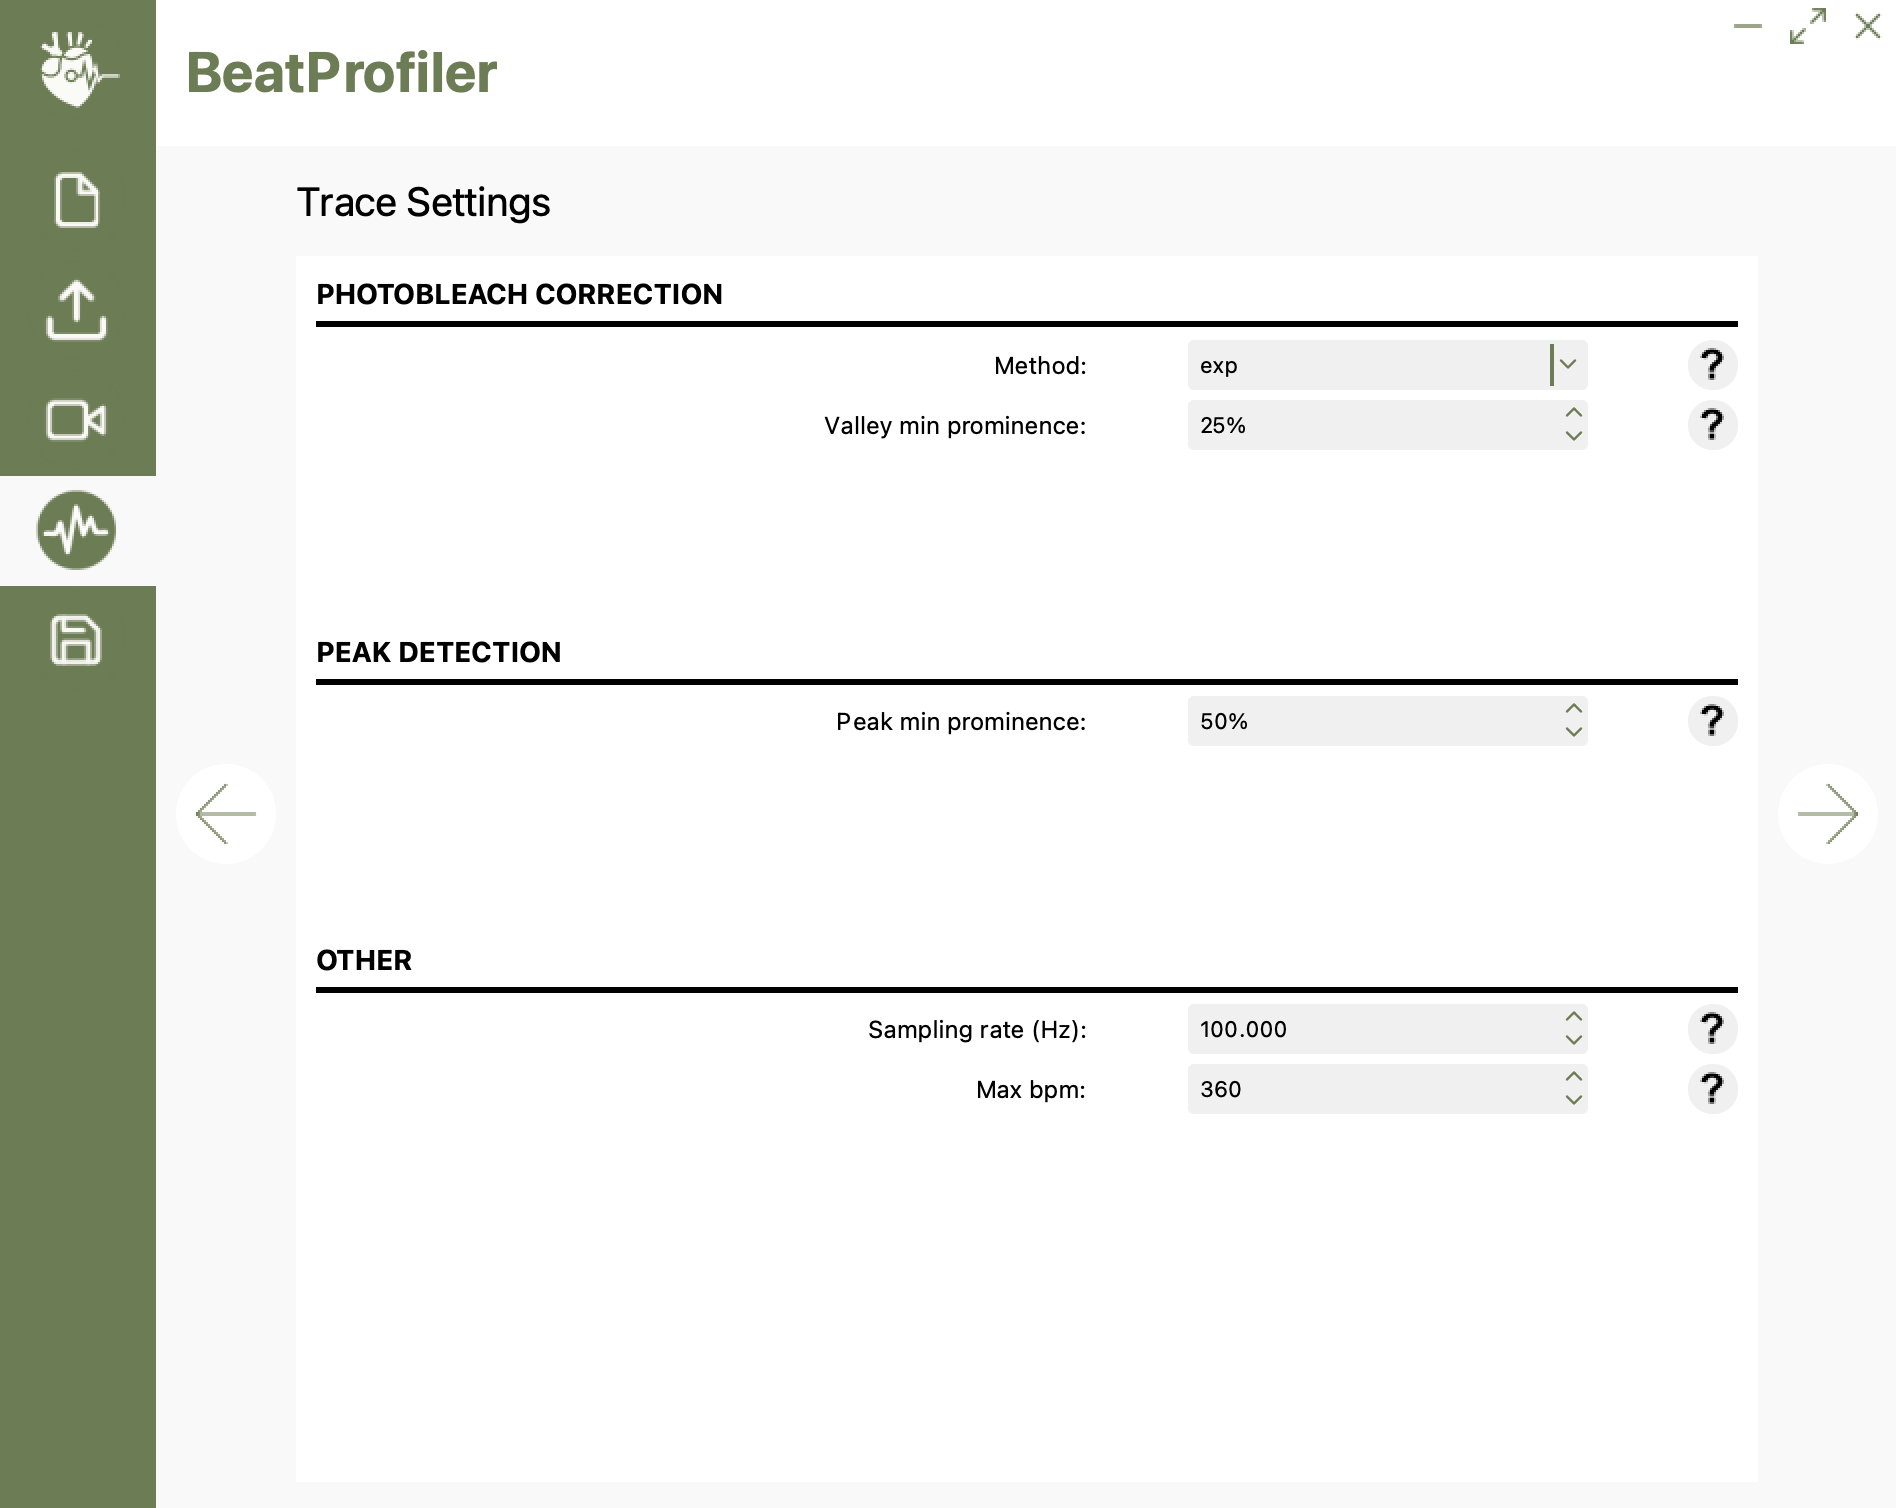 BeatProfiler
Trace Settings
PHOTOBLEACH CORRECTION
Method: exp ?
Valley min prominence: 25% ?
PEAK DETECTION
Peak min prominence: 50% ?
OTHER
Sampling rate (Hz): 100.000 ?
Max bpm: 360 ?